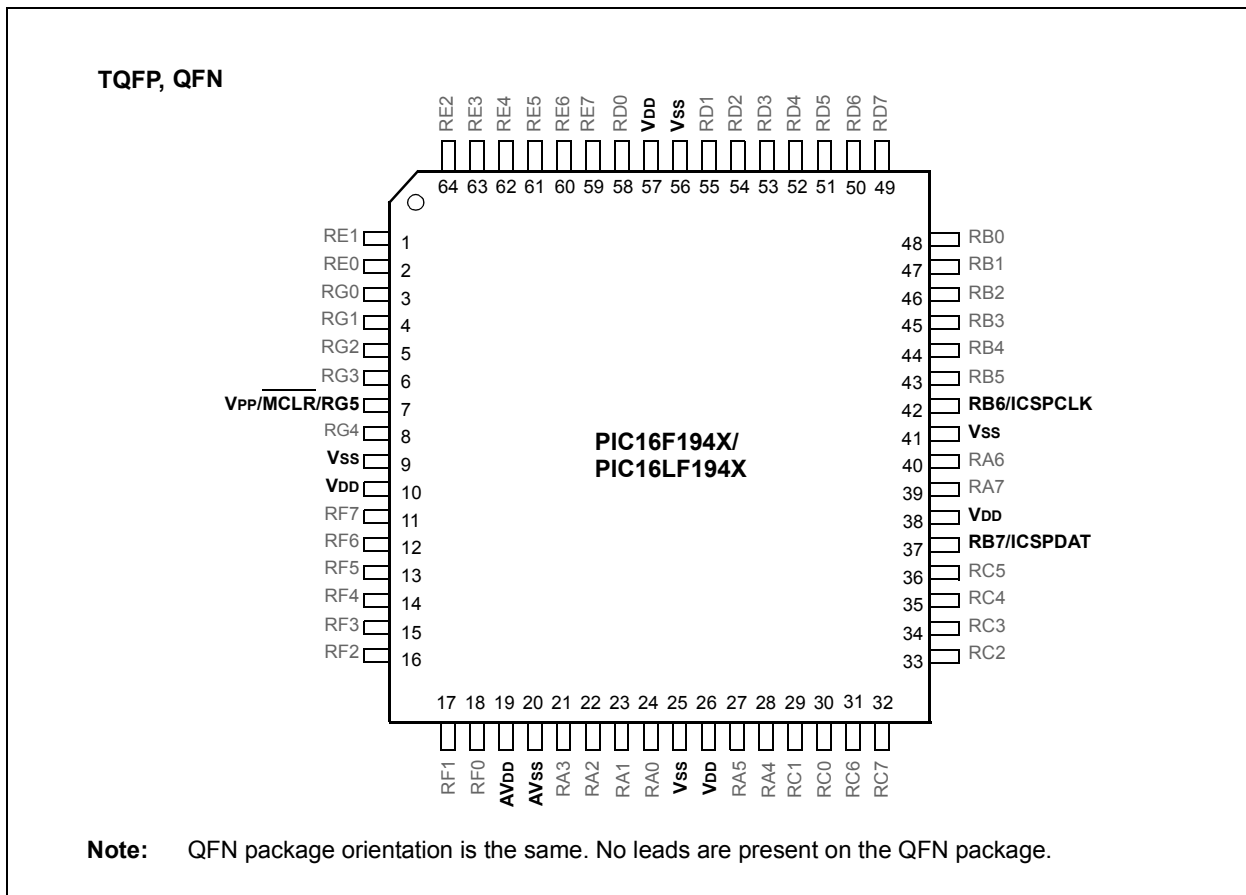 TQFP, QFN
RE2
RE3
RE4
RE5
RE6
RE7
RD0
VDD
VSS
RD1
RD2
RD3
RD4
RD5
RD6
RD7
64 63 62 61 60 59 58 57 56 55 54 53 52 51 50 49
RE1 1
RE0 2
RG0 3
RG1 4
RG2 5
RG3 6
VPP/MCLR/RG5 7
RG4 8
VSS 9
VDD 10
RF7 11
RF6 12
RF5 13
RF4 14
RF3 15
RF2 16
PIC16F194X/
PIC16LF194X
48 RB0
47 RB1
46 RB2
45 RB3
44 RB4
43 RB5
42 RB6/ICSPCLK
41 VSS
40 RA6
39 RA7
38 VDD
37 RB7/ICSPDAT
36 RC5
35 RC4
34 RC3
33 RC2
17 18 19 20 21 22 23 24 25 26 27 28 29 30 31 32
RF1
RF0
AVDD
AVSS
RA3
RA2
RA1
RA0
VSS
VDD
RA5
RA4
RC1
RC0
RC6
RC7
Note: QFN package orientation is the same. No leads are present on the QFN package.